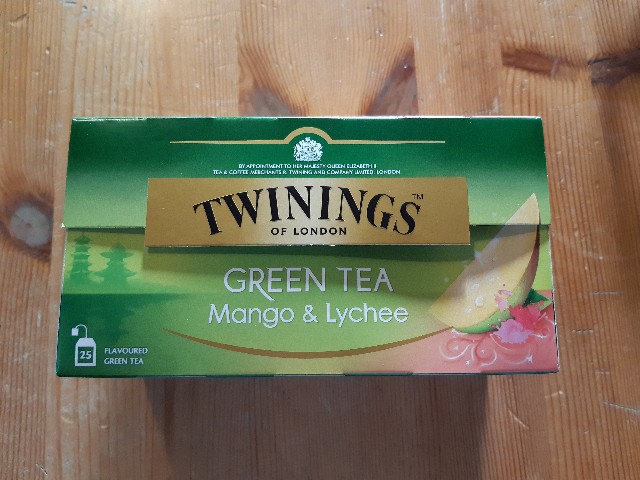 BY APPOINTMENT TO HER MAJESTY QUEEN ELIZABETH II
TEA & COFFEE MERCHANTS R. TWINING AND COMPANY LIMITED, LONDON
TWININGS™
OF LONDON
GREEN TEA
Mango & Lychee
25
FLAVOURED
GREEN TEA